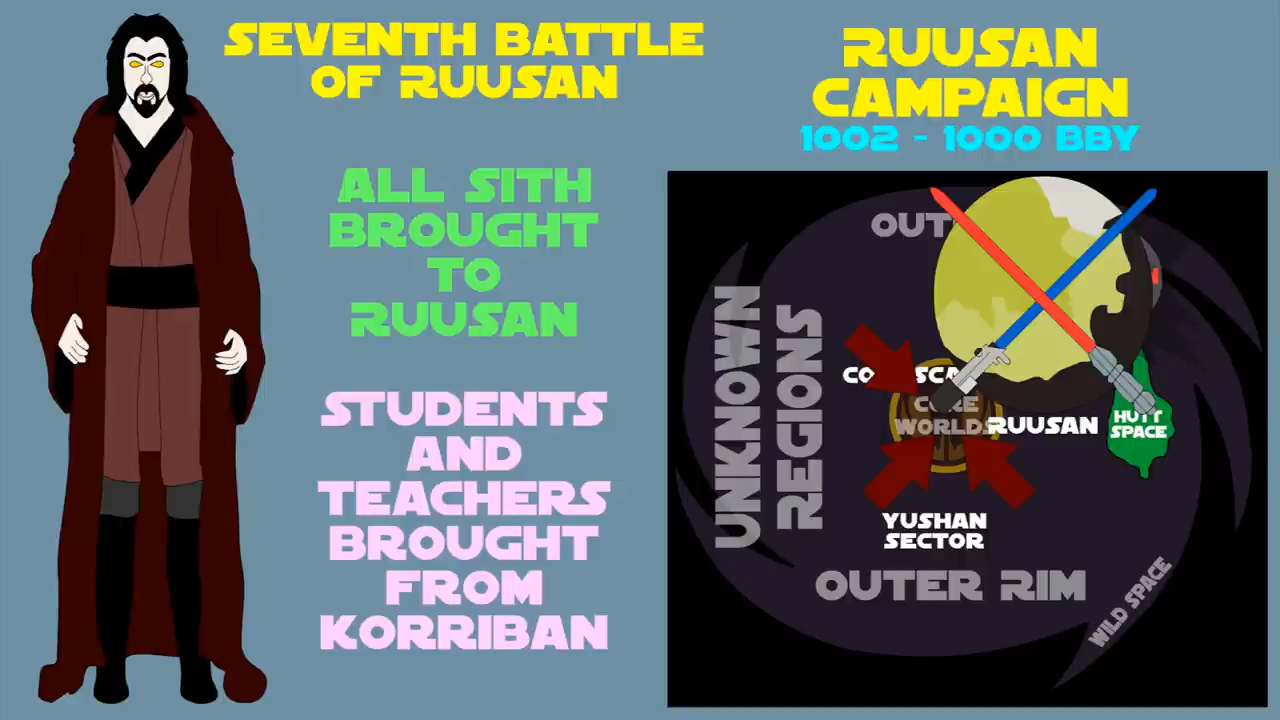 SEVENTH BATTLE
OF RUUSAN
ALL SITH
BROUGHT
TO
RUUSAN
STUDENTS
AND
TEACHERS
BROUGHT
FROM
KORRIBAN
RUUSAN
CAMPAIGN
1002 - 1000 BBY
UNKNOWN
REGIONS
CORE
WORLDS
RUUSAN
HUTT
SPACE
YUSHAN
SECTOR
OUTER RIM
WILD SPACE